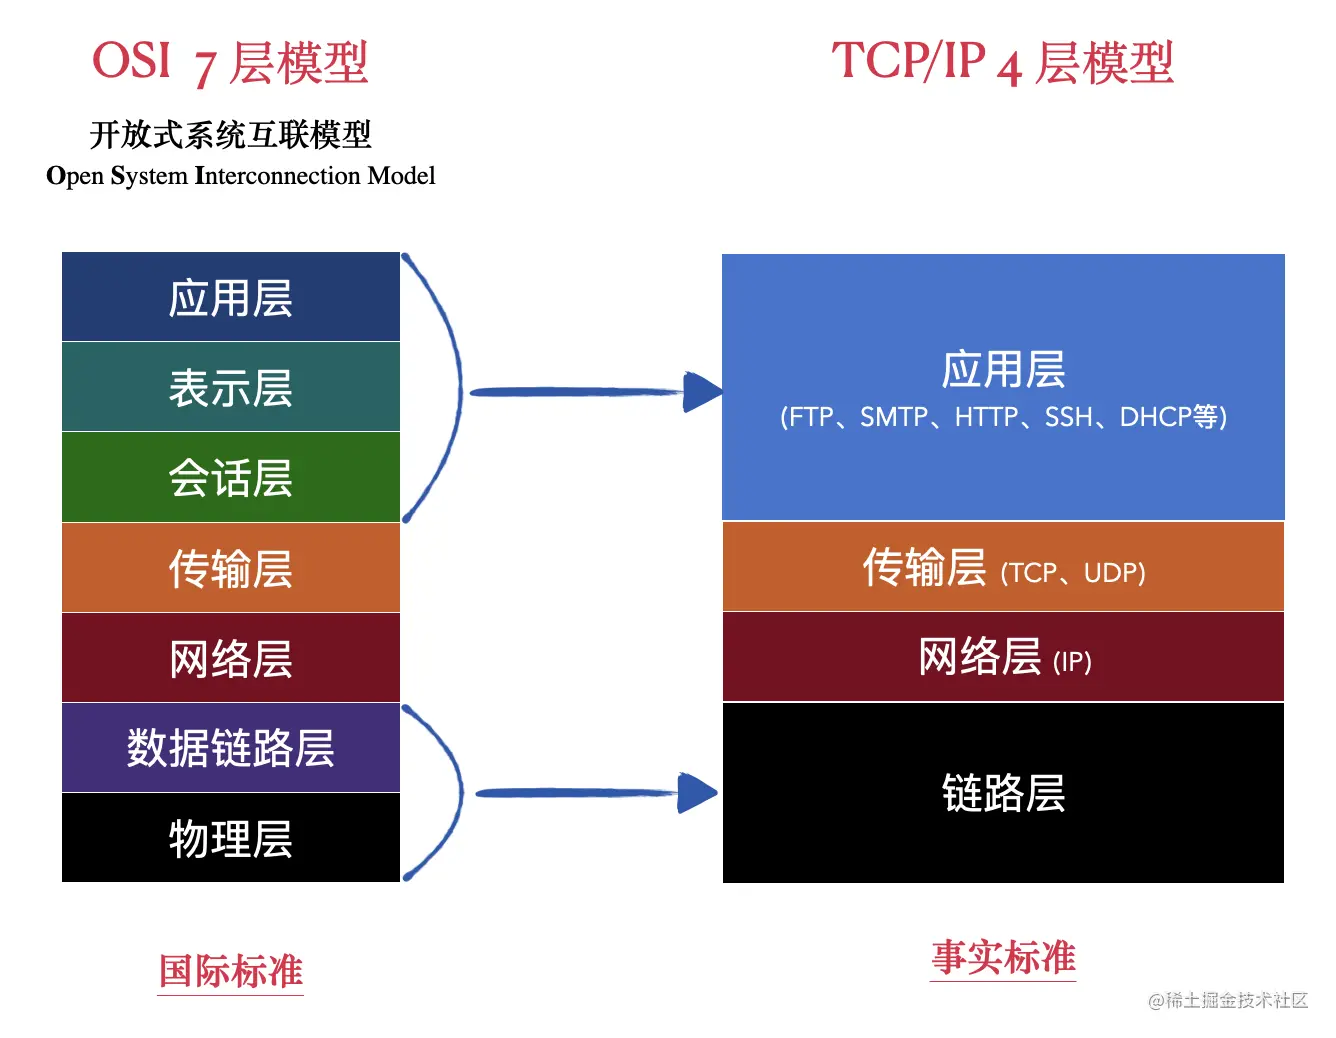 OSI 7 层模型
开放式系统互联模型
Open System Interconnection Model
应用层
表示层
会话层
传输层
网络层
数据链路层
物理层
国际标准
TCP/IP 4 层模型
应用层
(FTP、SMTP、HTTP、SSH、DHCP等)
传输层 (TCP、UDP)
网络层 (IP)
链路层
事实标准
@稀土掘金技术社区